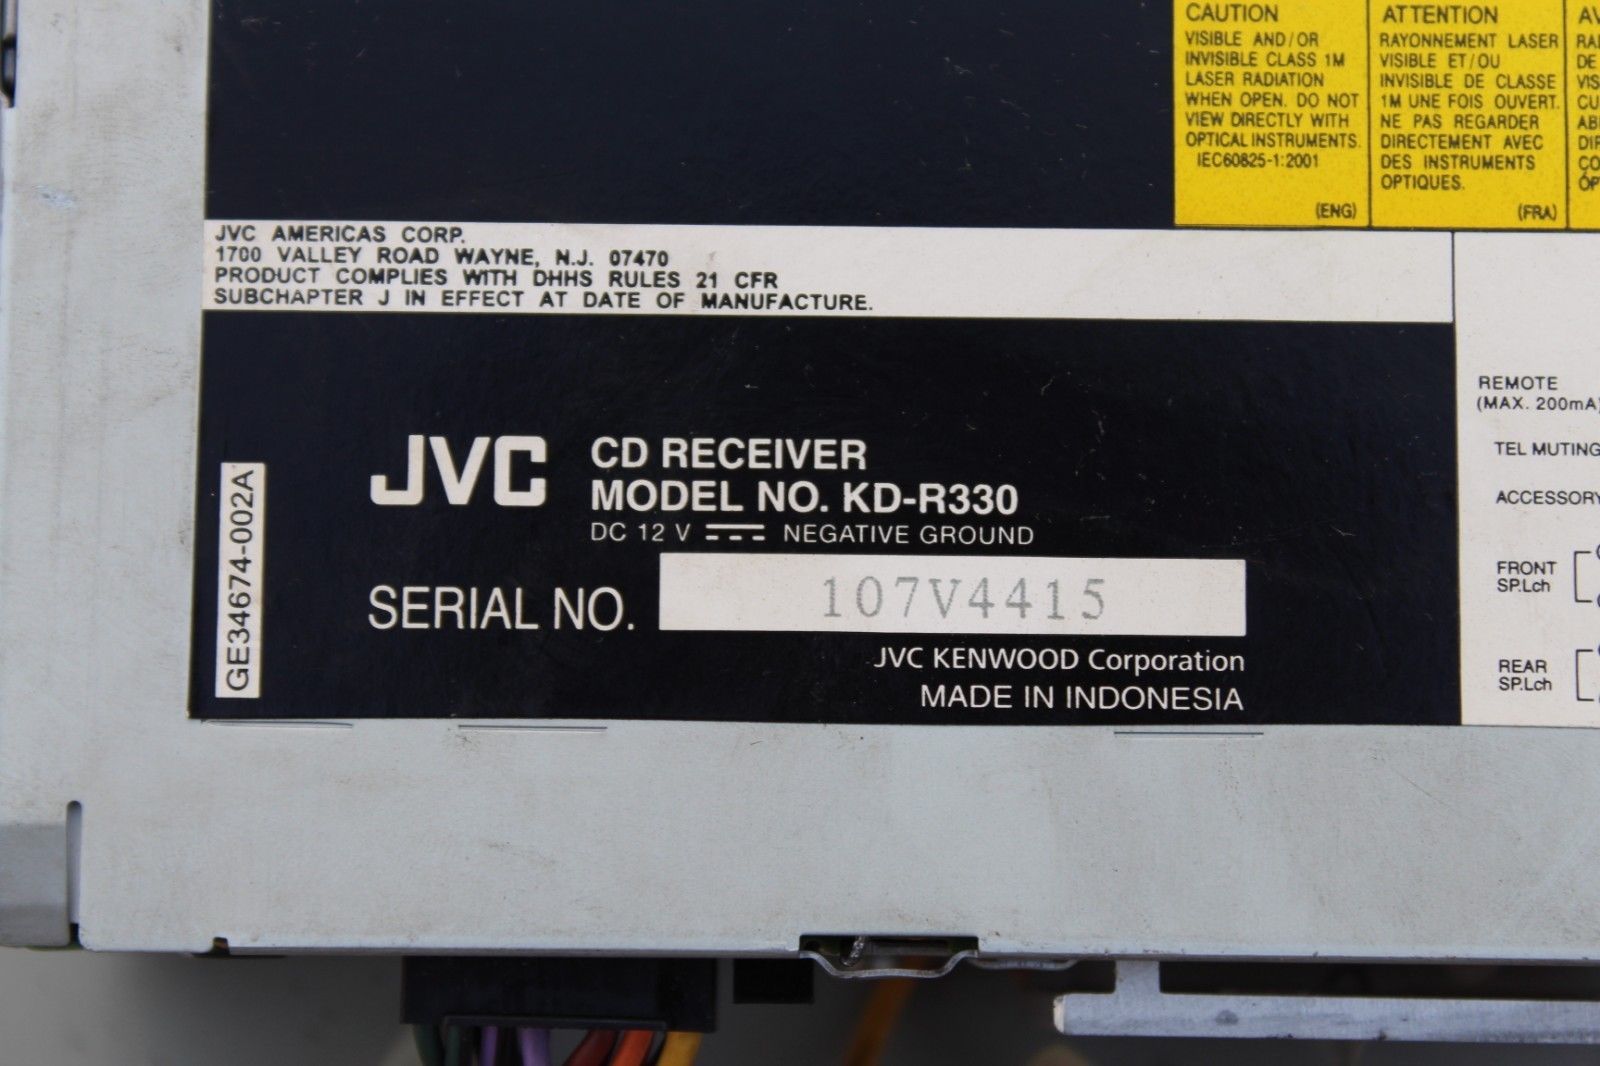 CAUTION
VISIBLE AND/OR
INVISIBLE CLASS 1M
LASER RADIATION
WHEN OPEN. DO NOT
VIEW DIRECTLY WITH
OPTICAL INSTRUMENTS.
IEC60825-1:2001
(ENG)
ATTENTION
RAYONNEMENT LASER
VISIBLE ET/OU
INVISIBLE DE CLASSE
1M UNE FOIS OUVERT.
NE PAS REGARDER
DIRECTEMENT AVEC
DES INSTRUMENTS
OPTIQUES.
(FRA)
DE
JVC AMERICAS CORP.
1700 VALLEY ROAD WAYNE, N.J. 07470
PRODUCT COMPLIES WITH DHHS RULES 21 CFR
SUBCHAPTER J IN EFFECT AT DATE OF MANUFACTURE.
JVC
CD RECEIVER
MODEL NO. KD-R330
DC 12 V NEGATIVE GROUND
SERIAL NO. 107V4415
JVC KENWOOD Corporation
MADE IN INDONESIA
GE34674-002A
REMOTE
(MAX. 200mA)
TEL MUTING
ACCESSORY
FRONT
SP.Lch
REAR
SP.Lch